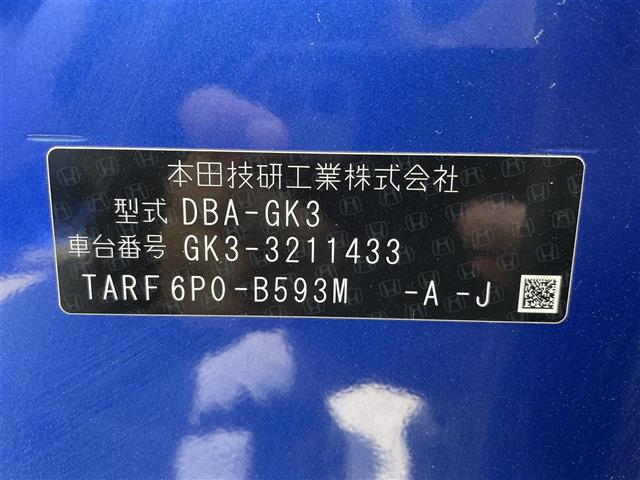 本田技研工業株式会社
型式 DBA-GK3
車台番号 GK3-3211433
TARF 6P0-B593M -A -J